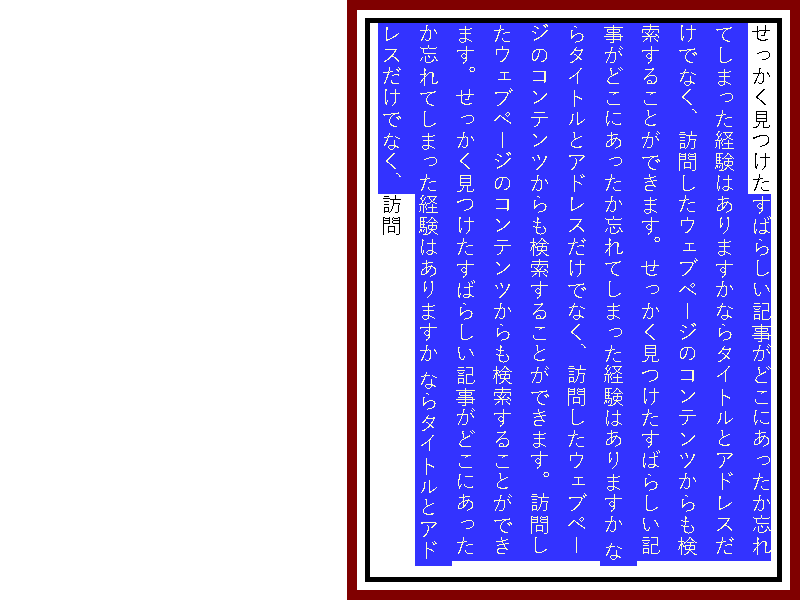 せっかく見つけたすばらしい記事がどこにあったか忘れ
てしまった経験はありますかならタイトルとアドレスだ
けでなく、訪問したウェブページのコンテンツからも検
索することができます。せっかく見つけたすばらしい記
事がどこにあったか忘れてしまった経験はありますか な
らタイトルとアドレスだけでなく、訪問したウェブペー
ジのコンテンツからも検索することができます。訪問し
たウェブページのコンテンツからも検索することができ
ます。せっかく見つけたすばらしい記事がどこにあった
か忘れてしまった経験はありますか ならタイトルとアド
レスだけでなく、訪問